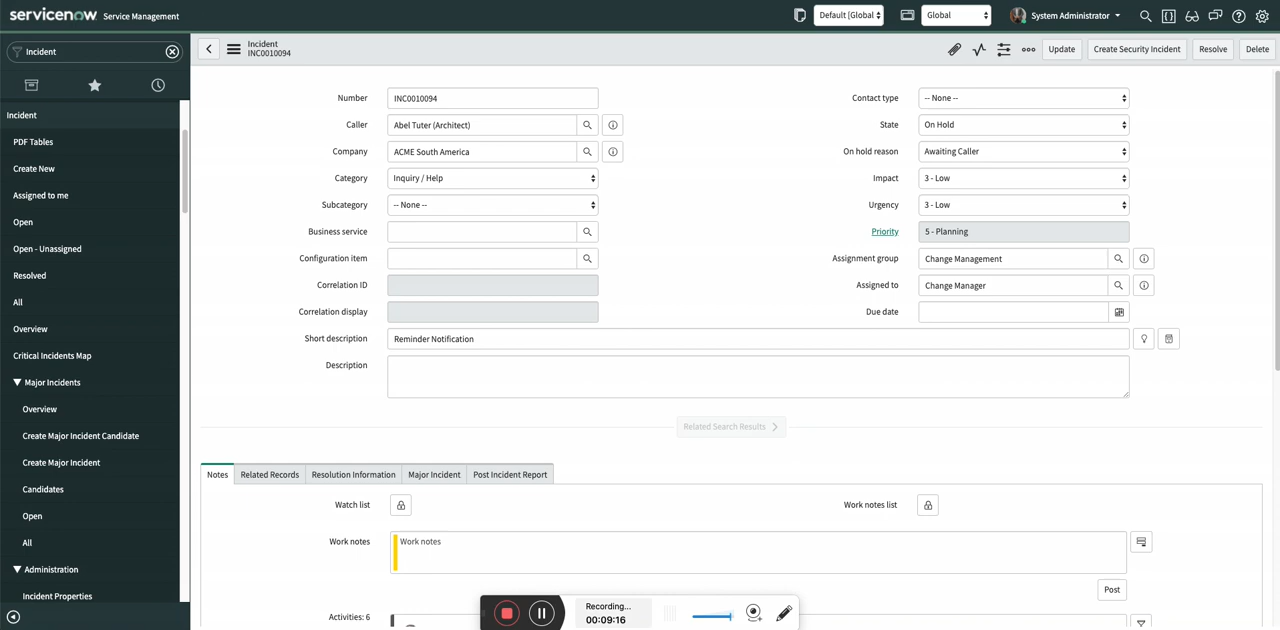 servicenow Service Management
Default [Global
Global
System Administrator
Incident
Incident
INC0010094
Update
Create Security Incident
Resolve
Delete
Incident
PDF Tables
Create New
Assigned to me
Open
Open - Unassigned
Resolved
All
Overview
Critical Incidents Map
Major Incidents
Overview
Create Major Incident Candidate
Create Major Incident
Candidates
Open
All
Administration
Incident Properties
Number INC0010094
Caller Abel Tuter (Architect)
Company ACME South America
Category Inquiry / Help
Subcategory -- None --
Business service
Configuration item
Correlation ID
Correlation display
Short description Reminder Notification
Description
Contact type -- None --
State On Hold
On hold reason Awaiting Caller
Impact 3 - Low
Urgency 3 - Low
Priority 5 - Planning
Assignment group Change Management
Assigned to Change Manager
Due date
Related Search Results
Notes Related Records Resolution Information Major Incident Post Incident Report
Watch list Work notes list
Work notes Work notes
Post
Activities: 6
Recording...
00:09:16